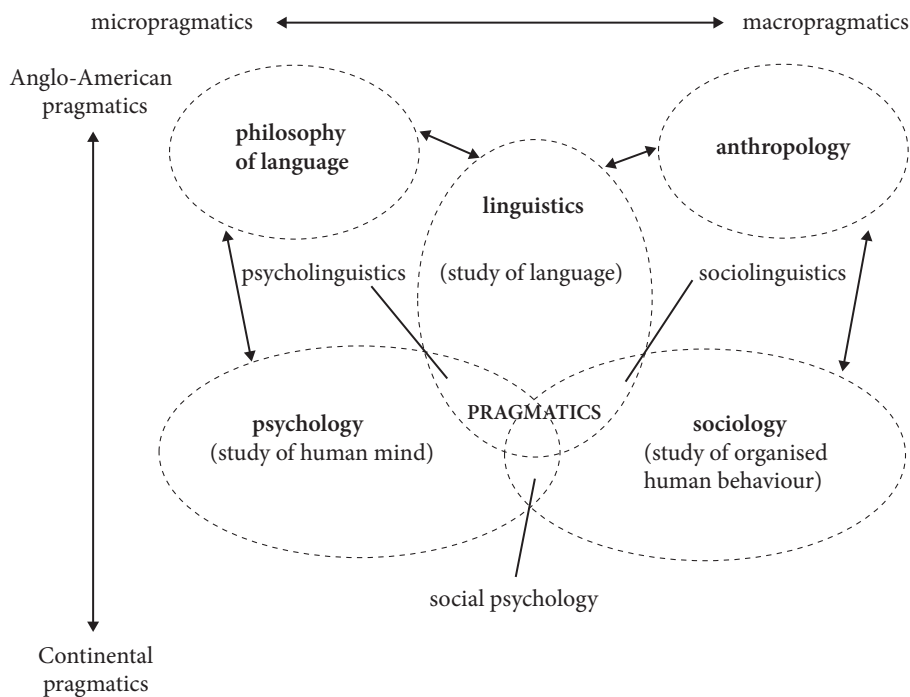 micropragmatics
macropragmatics
Anglo-American
pragmatics
philosophy
of language
anthropology
linguistics
psycholinguistics
(study of language)
sociolinguistics
PRAGMATICS
psychology
(study of human mind)
sociology
(study of organised
human behaviour)
social psychology
Continental
pragmatics